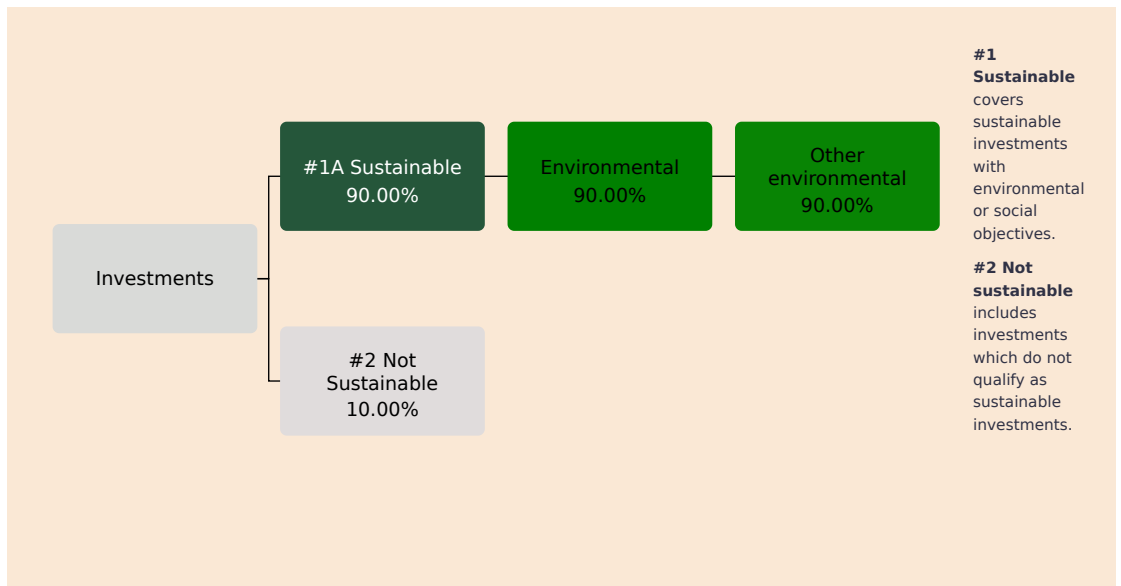 Investments
#1A Sustainable
90.00%
Environmental
90.00%
Other
environmental
90.00%
#2 Not
Sustainable
10.00%
#1
Sustainable
covers
sustainable
investments
with
environmental
or social
objectives.
#2 Not
sustainable
includes
investments
which do not
qualify as
sustainable
investments.